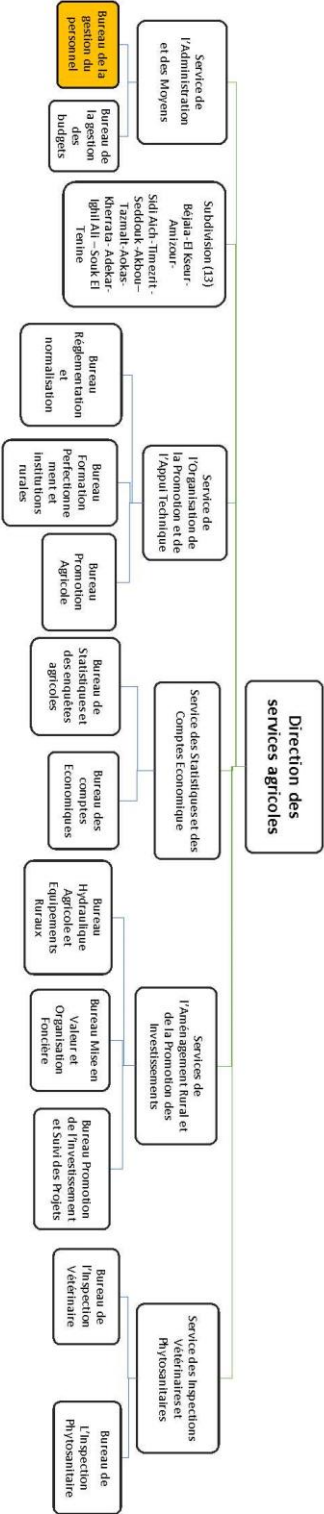 Direction des
services agricoles
Service de
l'Administration
et des Moyens
Bureau de la
gestion du
personnel
Bureau de
la gestion
des
budgets
Subdivision (13)
Béjaia-El Kseur-
Amizour-
Sidi Aich-Timezrit -
Seddouk -Akbou–
Tazmalt-Aokas-
Kherrata- Adekar-
Ighil Ali – Souk El
Tenine
Service de
l'Organisation de
la Promotion et de
l'Appui Technique
Bureau
Réglementation
et
normalisation
Bureau
Formation
Perfectionne
ment et
institutions
rurales
Bureau
Promotion
Agricole
Service des Statistiques et des
Comptes Economique
Bureau de
Statistiques et
des enquêtes
agricoles
Bureau des
comptes
Economiques
Services de
l'Aménagement Rural et
de la Promotion des
Investissements
Bureau
Hydraulique
Agricole et
Equipements
Ruraux
Bureau Mise en
Valeur et
Organisation
Foncière
Bureau Promotion
de l'Investissement
et Suivi des Projets
Service des Inspections
Vétérinaires et
Phytosanitaires
Bureau de
l'Inspection
Vétérinaire
Bureau de
L'Inspection
Phytosanitaire